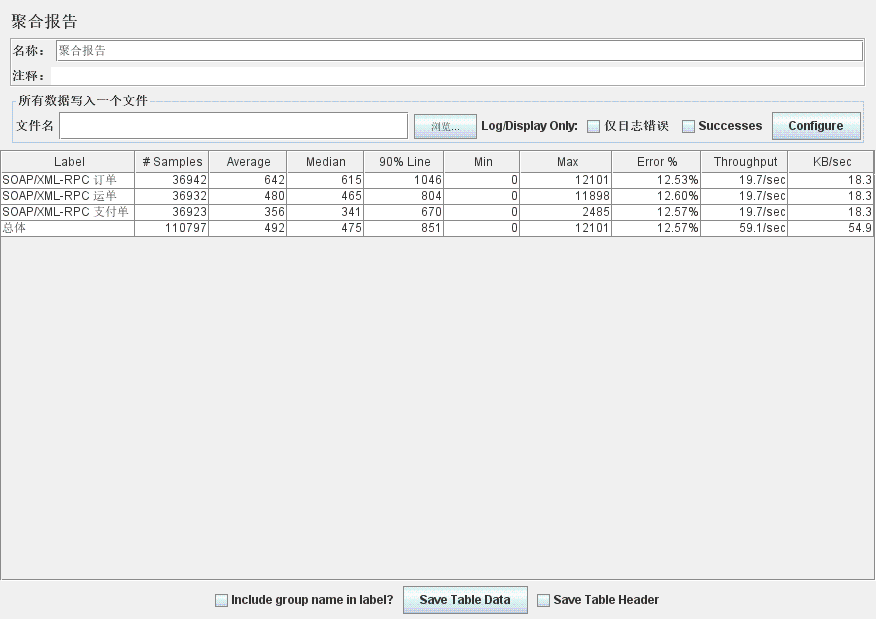 聚合报告
名称： 聚合报告
注释：
所有数据写入一个文件
文件名 浏览... Log/Display Only: 仅日志错误 Successes Configure
Label # Samples Average Median 90% Line Min Max Error % Throughput KB/sec
SOAP/XML-RPC 订单 36942 642 615 1046 0 12101 12.53% 19.7/sec 18.3
SOAP/XML-RPC 运单 36932 480 465 804 0 11898 12.60% 19.7/sec 18.3
SOAP/XML-RPC 支付单 36923 356 341 670 0 2485 12.57% 19.7/sec 18.3
总体 110797 492 475 851 0 12101 12.57% 59.1/sec 54.9
Include group name in label? Save Table Data Save Table Header